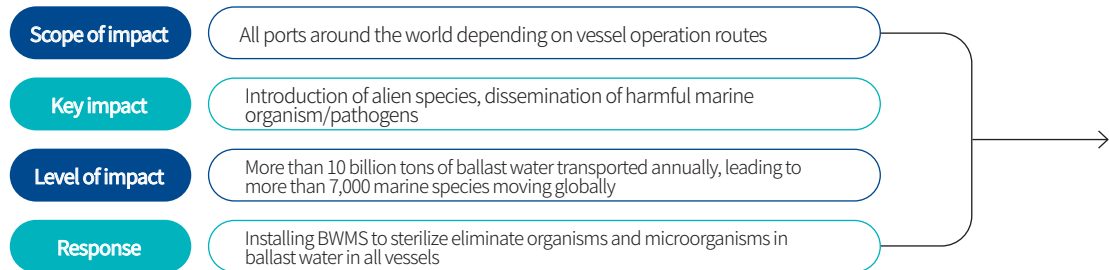 Scope of impact
All ports around the world depending on vessel operation routes
Key impact
Introduction of alien species, dissemination of harmful marine
organism/pathogens
Level of impact
More than 10 billion tons of ballast water transported annually, leading to
more than 7,000 marine species moving globally
Response
Installing BWMS to sterilize eliminate organisms and microorganisms in
ballast water in all vessels